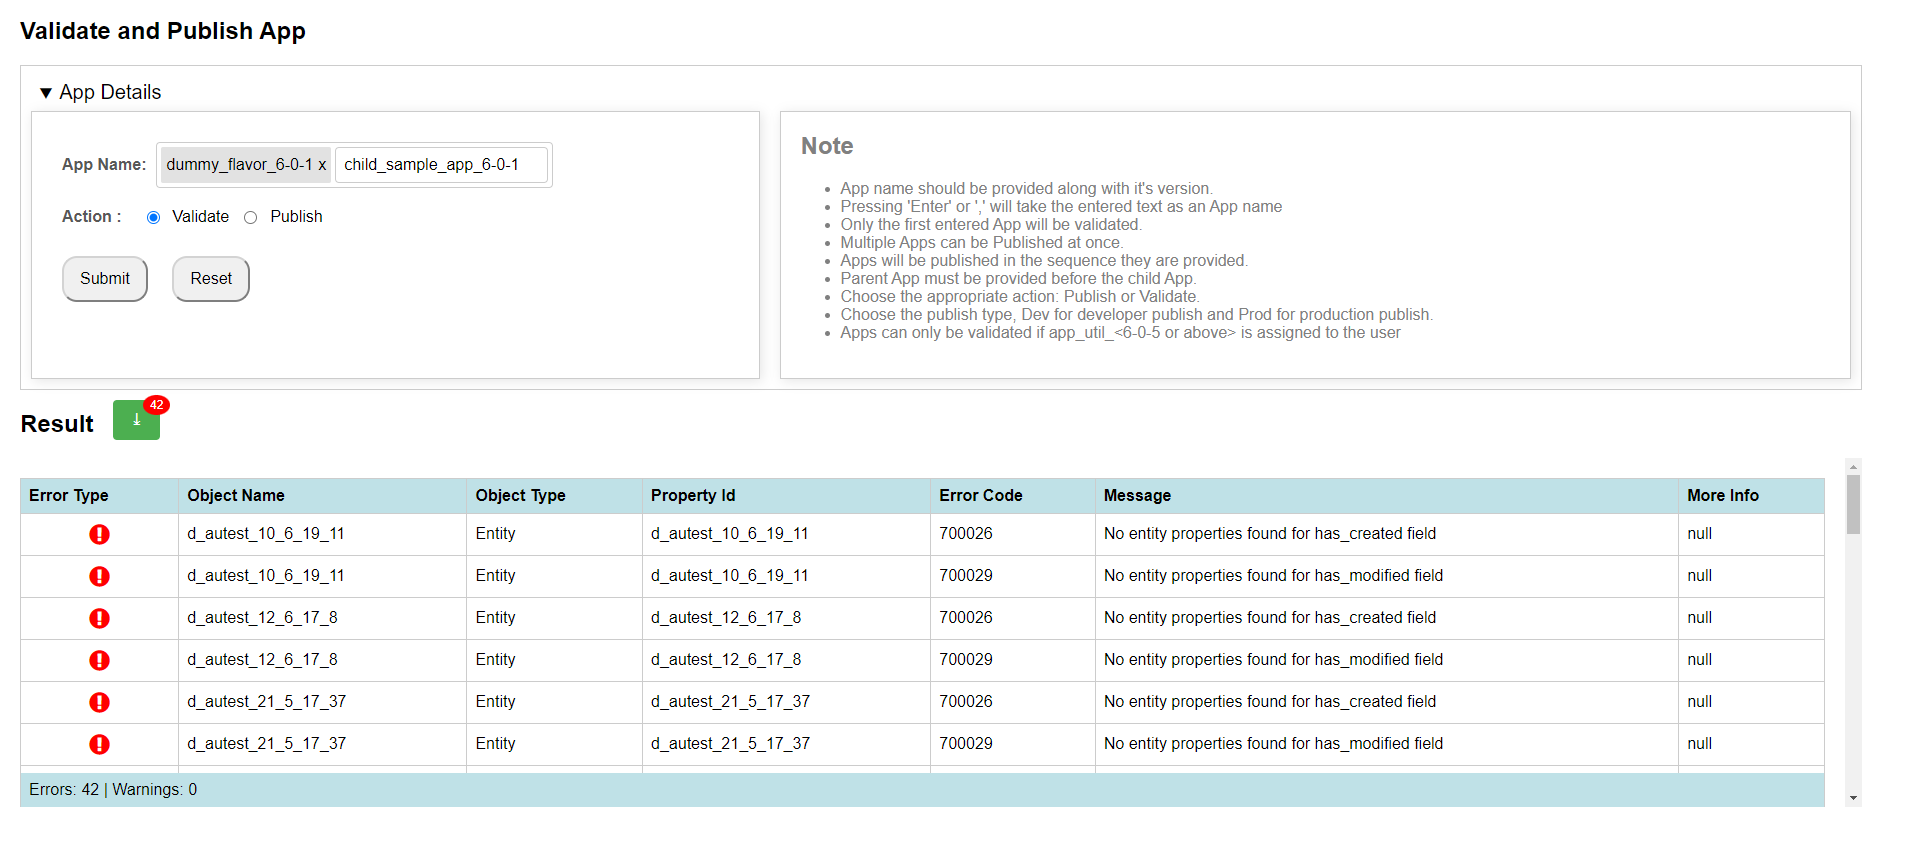 Validate and Publish App
▼ App Details
App Name: dummy_flavor_6-0-1 x child_sample_app_6-0-1
Action : Validate Publish
Submit Reset
Note
• App name should be provided along with it's version.
• Pressing 'Enter' or ',' will take the entered text as an App name
• Only the first entered App will be validated.
• Multiple Apps can be Published at once.
• Apps will be published in the sequence they are provided.
• Parent App must be provided before the child App.
• Choose the appropriate action: Publish or Validate.
• Choose the publish type, Dev for developer publish and Prod for production publish.
• Apps can only be validated if app_util_<6-0-5 or above> is assigned to the user
Result 42
Error Type Object Name Object Type Property Id Error Code Message More Info
d_autest_10_6_19_11 Entity d_autest_10_6_19_11 700026 No entity properties found for has_created field null
d_autest_10_6_19_11 Entity d_autest_10_6_19_11 700029 No entity properties found for has_modified field null
d_autest_12_6_17_8 Entity d_autest_12_6_17_8 700026 No entity properties found for has_created field null
d_autest_12_6_17_8 Entity d_autest_12_6_17_8 700029 No entity properties found for has_modified field null
d_autest_21_5_17_37 Entity d_autest_21_5_17_37 700026 No entity properties found for has_created field null
d_autest_21_5_17_37 Entity d_autest_21_5_17_37 700029 No entity properties found for has_modified field null
Errors: 42 | Warnings: 0